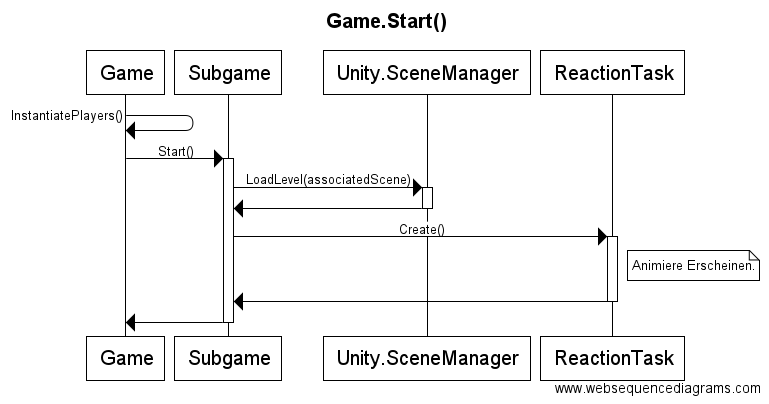 Game.Start()
Game
Subgame
Unity.SceneManager
ReactionTask
InstantiatePlayers()
Start()
LoadLevel(associatedScene)
Create()
Animiere Erscheinen.
Game
Subgame
Unity.SceneManager
ReactionTask
www.websequencediagrams.com